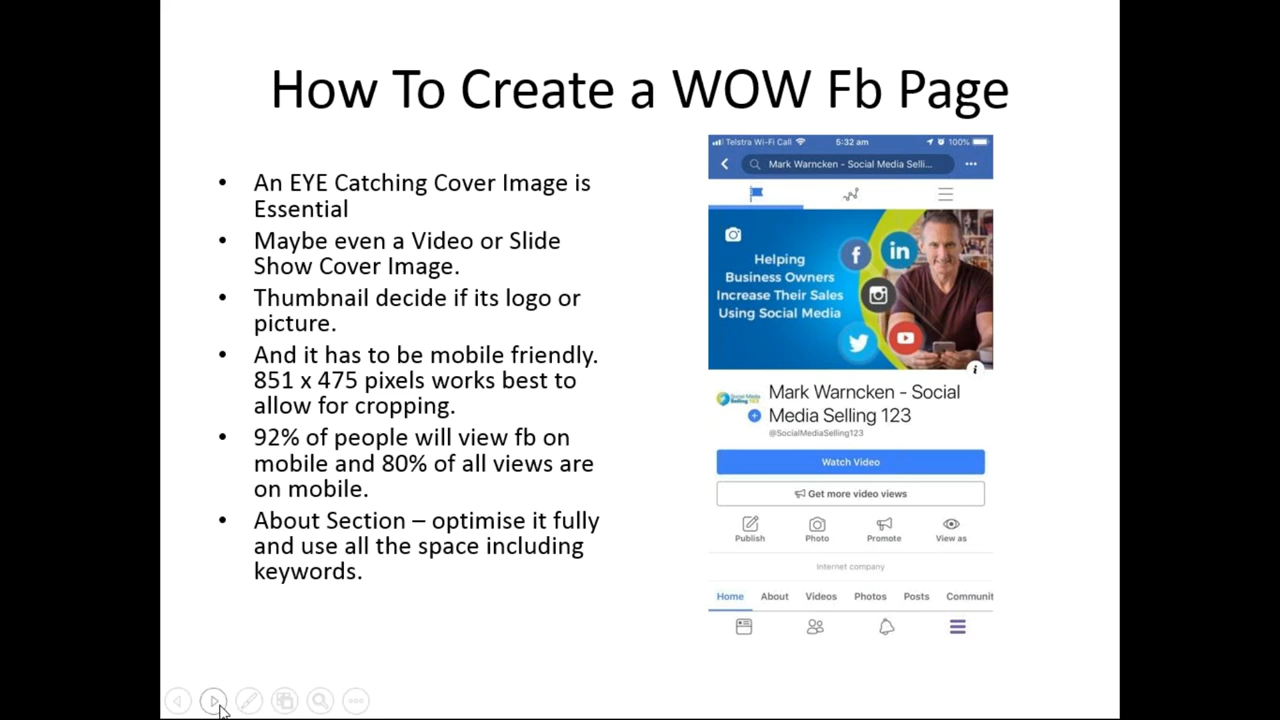 How To Create a WOW Fb Page
• An EYE Catching Cover Image is
Essential
• Maybe even a Video or Slide
Show Cover Image.
• Thumbnail decide if its logo or
picture.
• And it has to be mobile friendly.
851 x 475 pixels works best to
allow for cropping.
• 92% of people will view fb on
mobile and 80% of all views are
on mobile.
• About Section – optimise it fully
and use all the space including
keywords.
Telstra Wi-Fi Call 5:32 am 100%
Mark Warncken - Social Media Selli...
Helping
Business Owners
Increase Their Sales
Using Social Media
f in
Social Media
Selling 123
Mark Warncken - Social
Media Selling 123
@SocialMediaSelling123
Watch Video
Get more video views
Publish Photo Promote View as
Internet company
Home About Videos Photos Posts Communit